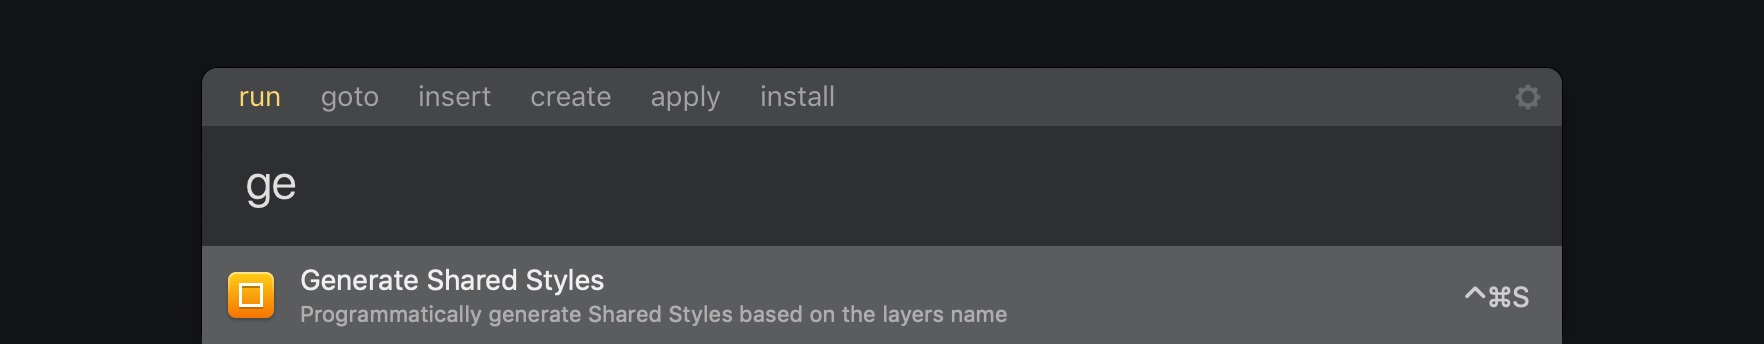 run goto insert create apply install
ge
Generate Shared Styles
Programmatically generate Shared Styles based on the layers name
^⌘S